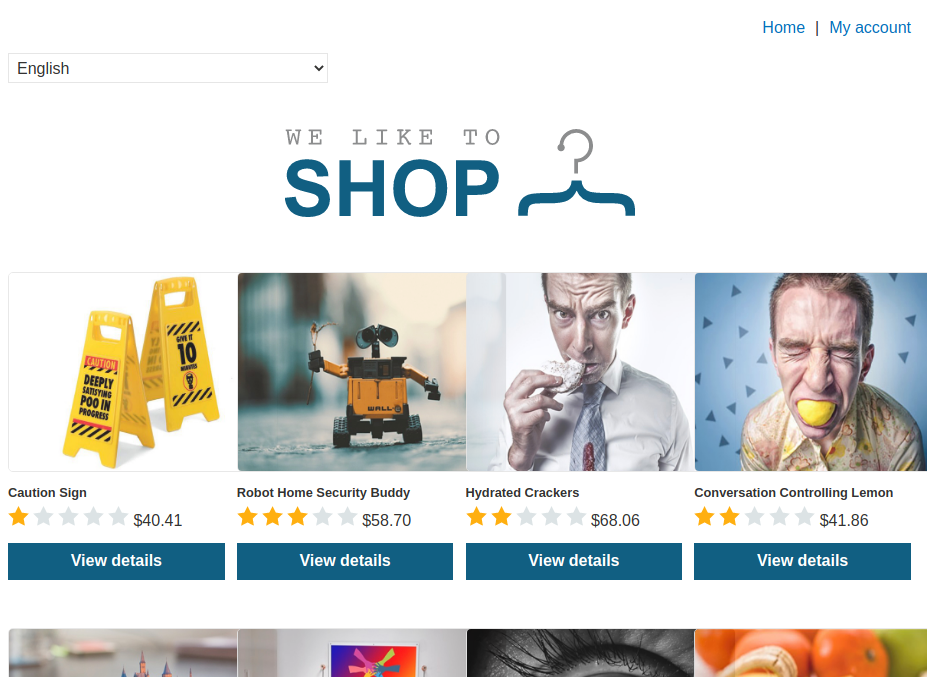 Home | My account
English
WE LIKE TO
SHOP
CAUTION
DEEPLY
SATISFYING
POO IN
PROGRESS
GIVE IT
10
MINUTES
WALL·E
Caution Sign
$40.41
View details
Robot Home Security Buddy
$58.70
View details
Hydrated Crackers
$68.06
View details
Conversation Controlling Lemon
$41.86
View details